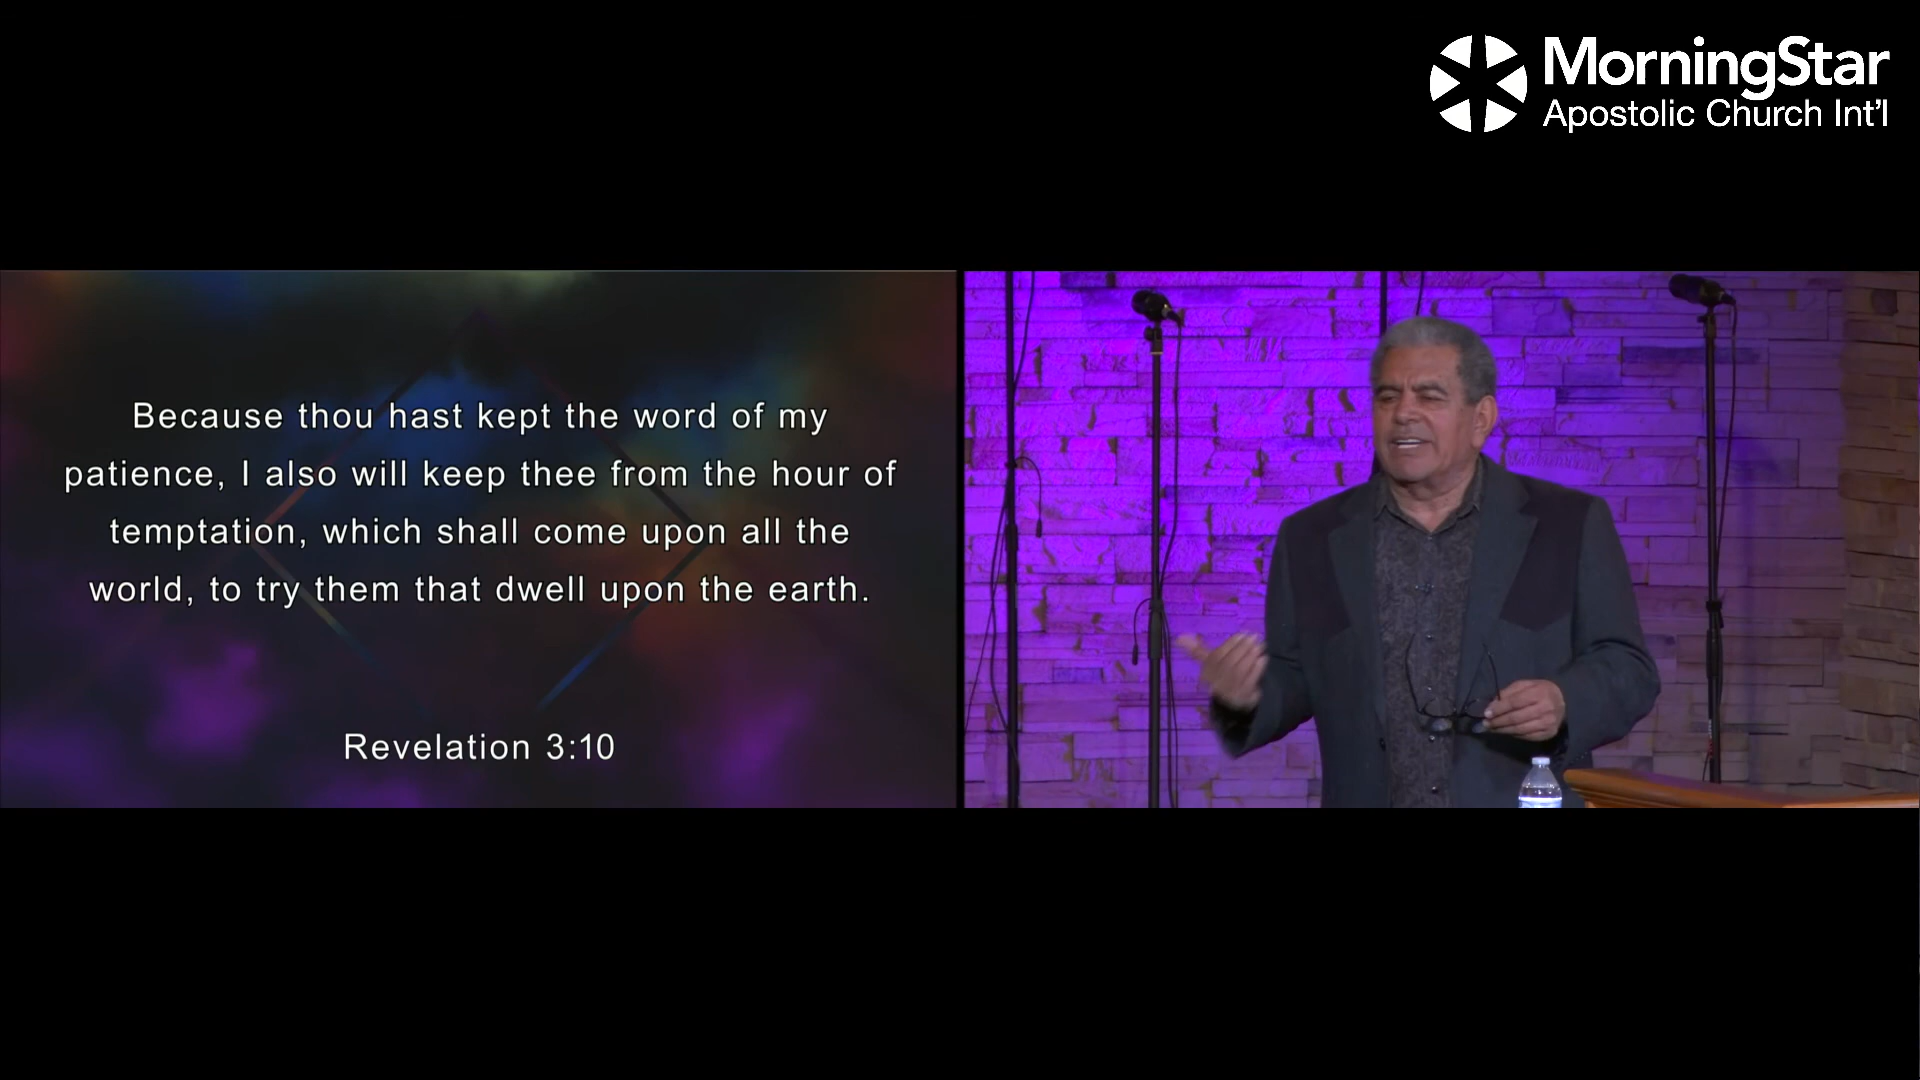 MorningStar
Apostolic Church Int'l
Because thou hast kept the word of my
patience, I also will keep thee from the hour of
temptation, which shall come upon all the
world, to try them that dwell upon the earth.
Revelation 3:10